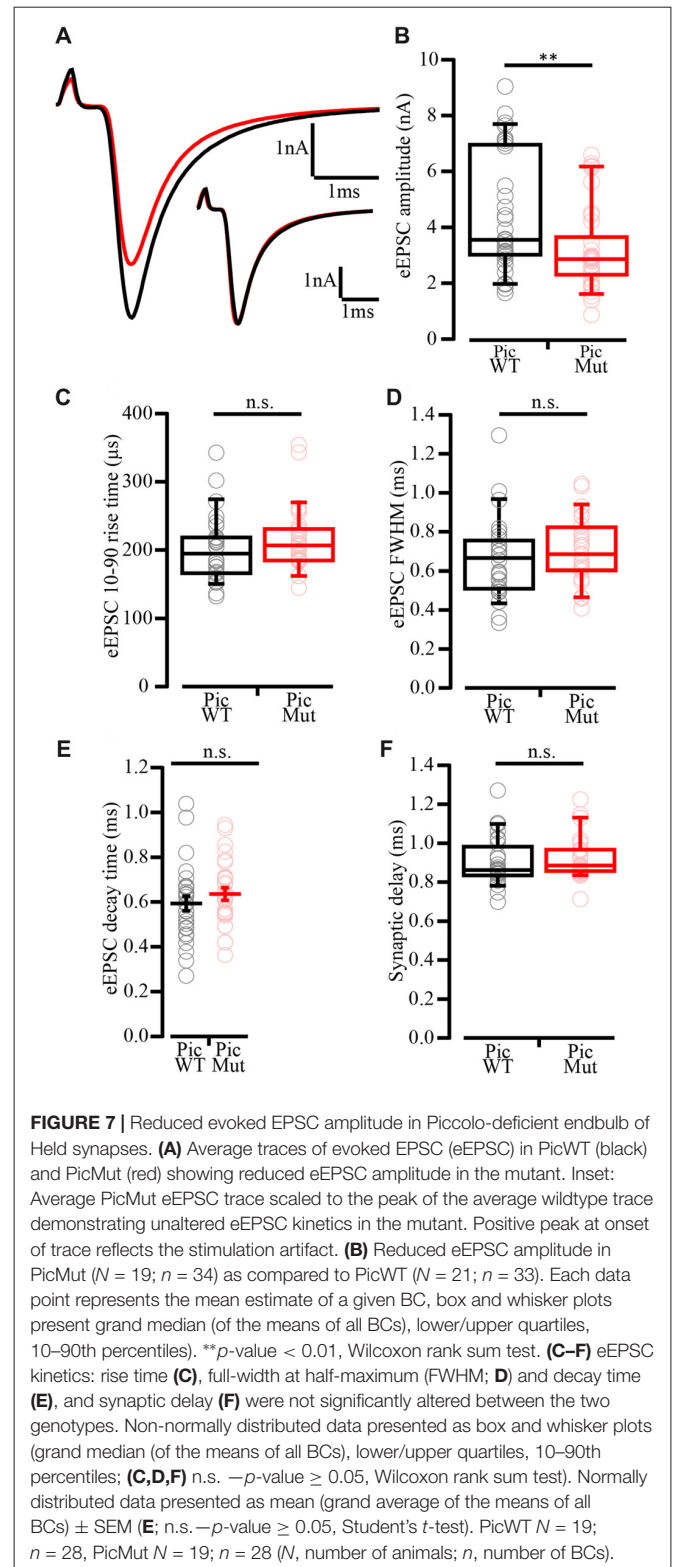 A
1nA
1ms
1nA
1ms
B
**
eEPSC amplitude (nA)
10
8
6
4
2
0
Pic
WT
Pic
Mut
C
n.s.
eEPSC 10-90 rise time (µs)
400
300
200
100
0
Pic
WT
Pic
Mut
D
n.s.
eEPSC FWHM (ms)
1.4
1.2
1.0
0.8
0.6
0.4
0.2
0.0
Pic
WT
Pic
Mut
E
n.s.
eEPSC decay time (ms)
1.2
1.0
0.8
0.6
0.4
0.2
0.0
Pic
WT
Pic
Mut
F
n.s.
Synaptic delay (ms)
1.4
1.2
1.0
0.8
0.6
0.4
0.2
0.0
Pic
WT
Pic
Mut
FIGURE 7 | Reduced evoked EPSC amplitude in Piccolo-deficient endbulb of
Held synapses. (A) Average traces of evoked EPSC (eEPSC) in PicWT (black)
and PicMut (red) showing reduced eEPSC amplitude in the mutant. Inset:
Average PicMut eEPSC trace scaled to the peak of the average wildtype trace
demonstrating unaltered eEPSC kinetics in the mutant. Positive peak at onset
of trace reflects the stimulation artifact. (B) Reduced eEPSC amplitude in
PicMut (N = 19; n = 34) as compared to PicWT (N = 21; n = 33). Each data
point represents the mean estimate of a given BC, box and whisker plots
present grand median (of the means of all BCs), lower/upper quartiles,
10–90th percentiles). **p-value < 0.01, Wilcoxon rank sum test. (C–F) eEPSC
kinetics: rise time (C), full-width at half-maximum (FWHM; D) and decay time
(E), and synaptic delay (F) were not significantly altered between the two
genotypes. Non-normally distributed data presented as box and whisker plots
(grand median (of the means of all BCs), lower/upper quartiles, 10–90th
percentiles; (C,D,F) n.s. —p-value ≥ 0.05, Wilcoxon rank sum test). Normally
distributed data presented as mean (grand average of the means of all
BCs) ± SEM (E; n.s.—p-value ≥ 0.05, Student's t-test). PicWT N = 19;
n = 28, PicMut N = 19; n = 28 (N, number of animals; n, number of BCs).